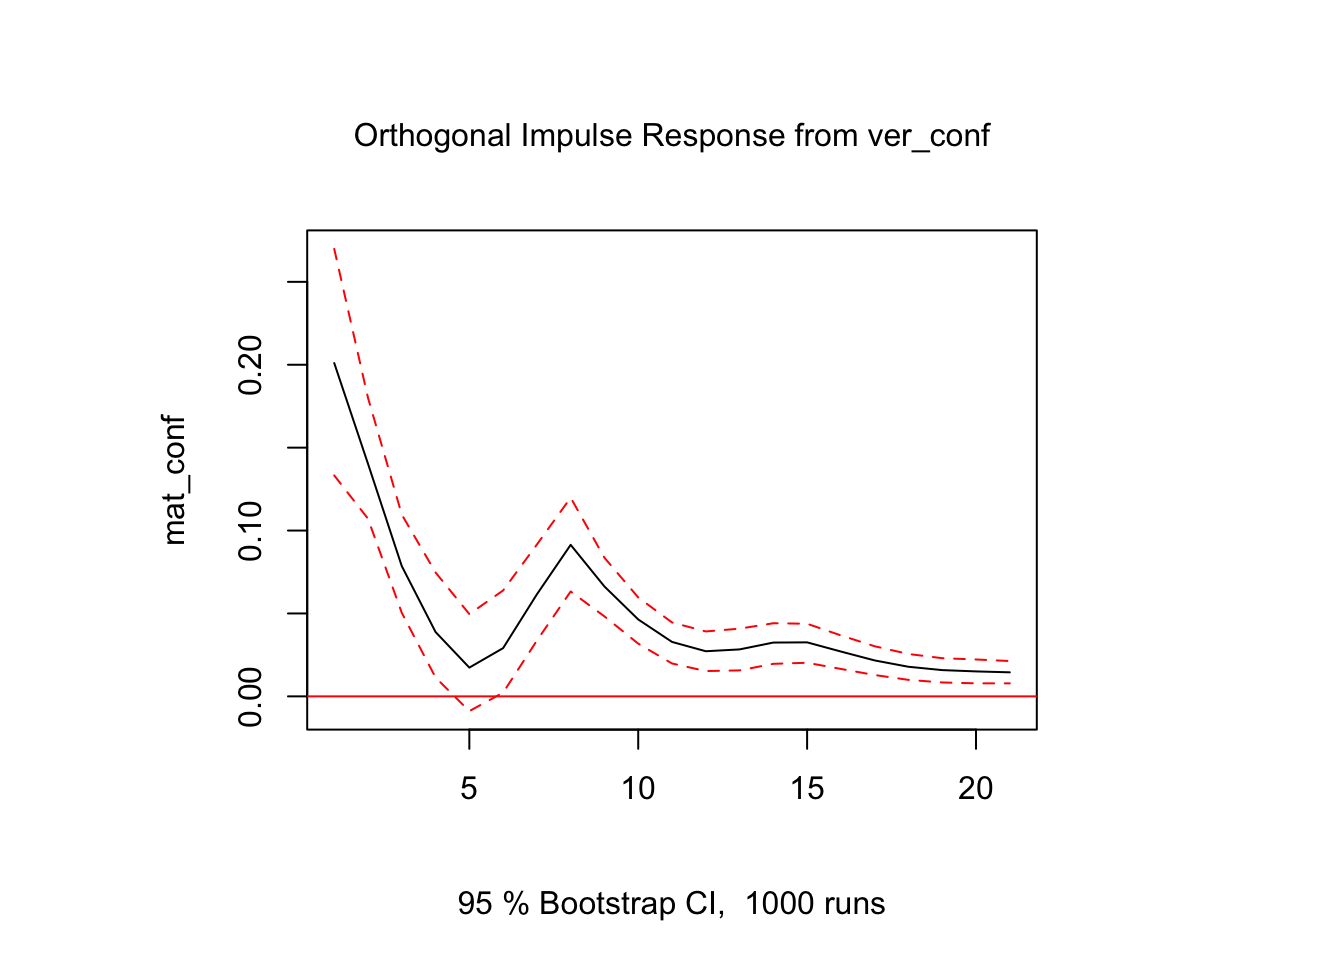 Orthogonal Impulse Response from ver_conf
mat_conf
0.20
0.10
0.00
5 10 15 20
95 % Bootstrap CI,  1000 runs